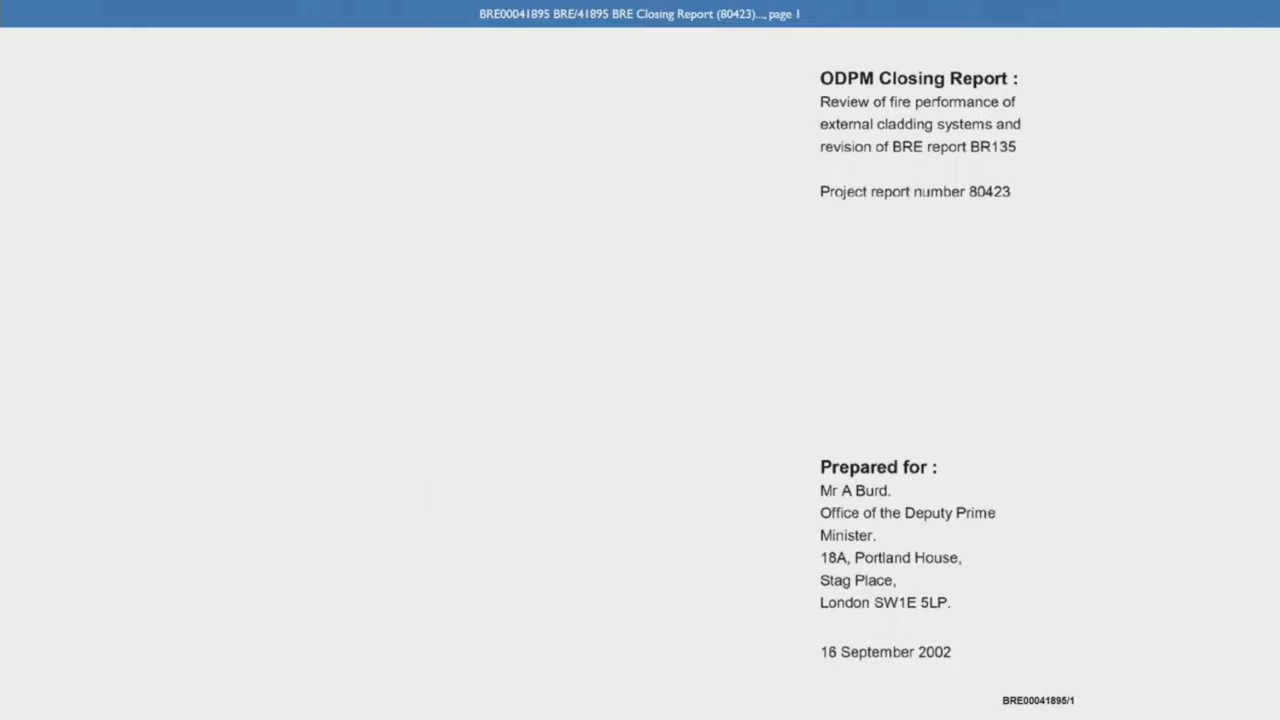 BRE00041895 BRE/41895 BRE Closing Report (80423)..., page 1
ODPM Closing Report :
Review of fire performance of
external cladding systems and
revision of BRE report BR135
Project report number 80423
Prepared for :
Mr A Burd.
Office of the Deputy Prime
Minister.
18A, Portland House,
Stag Place,
London SW1E 5LP.
16 September 2002
BRE00041895/1